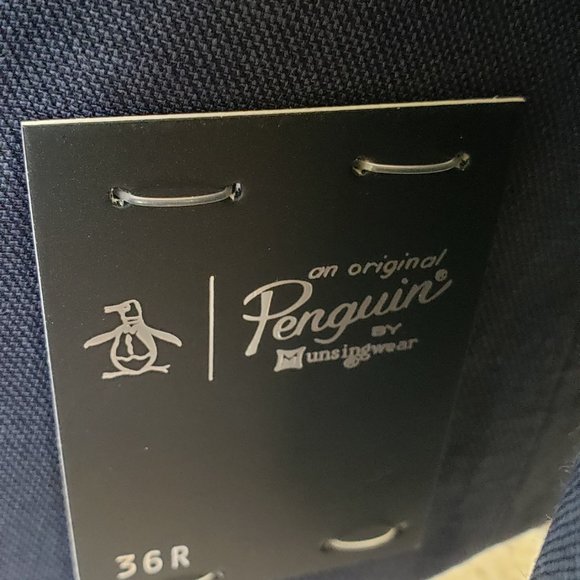 an original
Penguin®
BY
Munsingwear
36R